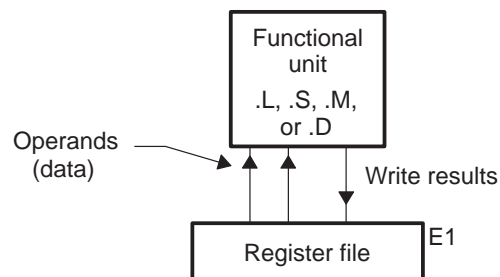 Functional
unit
.L, .S, .M,
or .D
Operands
(data)
Write results
E1
Register file